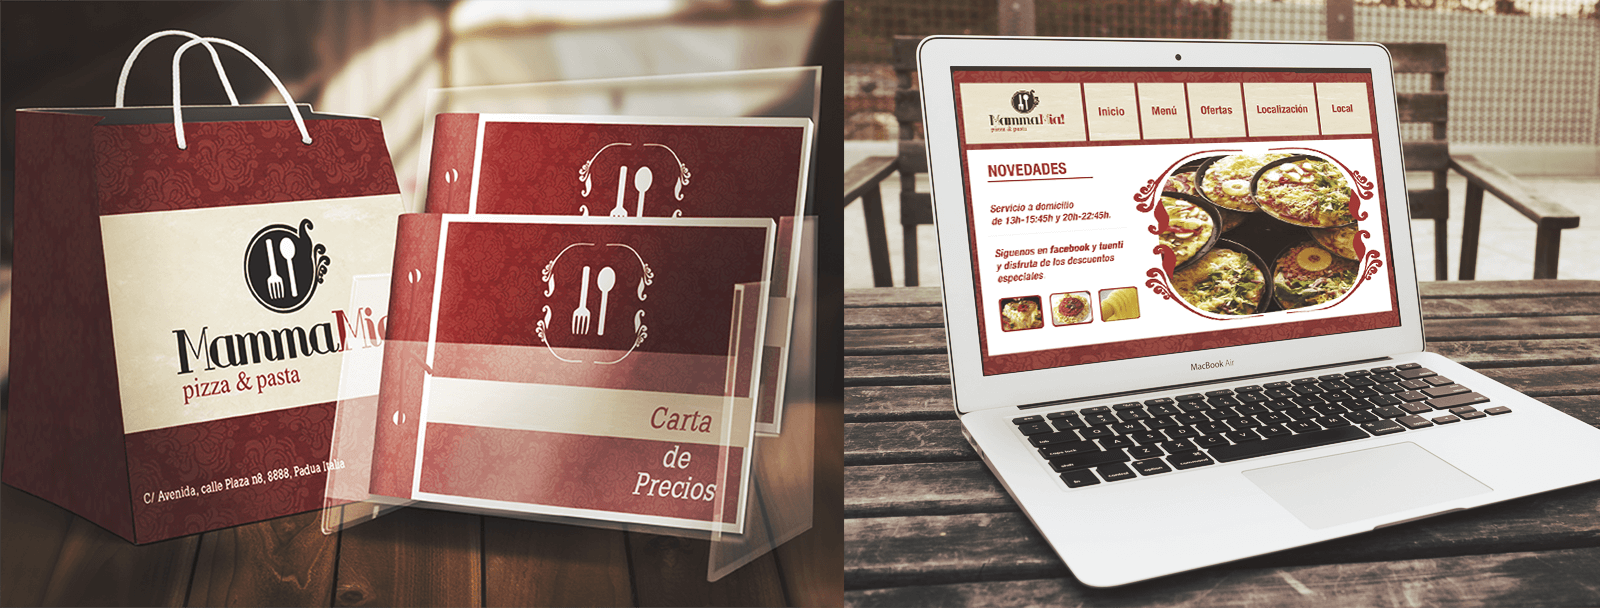 MammaMia
pizza & pasta
C/ Avenida, calle Plaza n8, 8888, Padua Italia
Carta
de
Precios
MammaMia!
pizza & pasta
Inicio
Menú
Ofertas
Localización
Local
NOVEDADES
Servicio a domicilio
de 13h-15:45h y 20h-22:45h.
Siguenos en facebook y tuenti
y disfruta de los descuentos
especiales.
MacBook Air